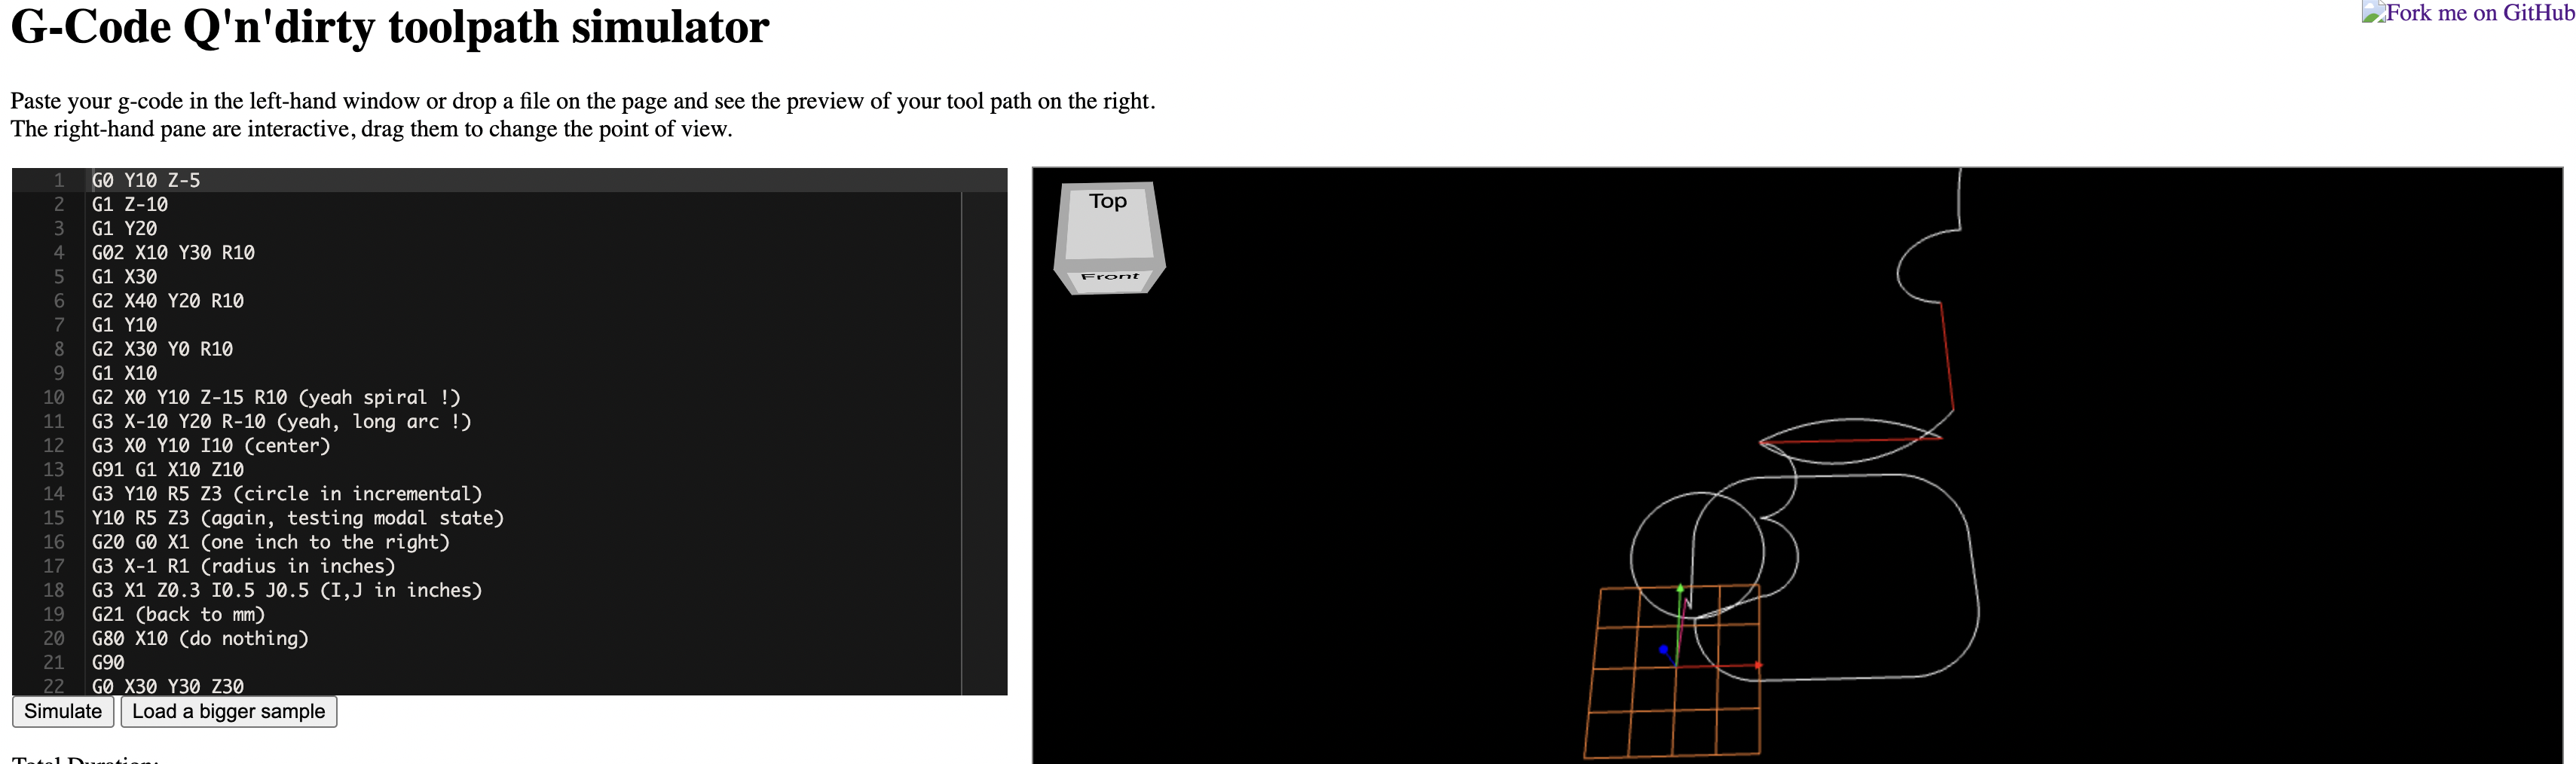 G-Code Q'n'dirty toolpath simulator
Fork me on GitHub
Paste your g-code in the left-hand window or drop a file on the page and see the preview of your tool path on the right.
The right-hand pane are interactive, drag them to change the point of view.
1 G0 Y10 Z-5
2 G1 Z-10
3 G1 Y20
4 G02 X10 Y30 R10
5 G1 X30
6 G2 X40 Y20 R10
7 G1 Y10
8 G2 X30 Y0 R10
9 G1 X10
10 G2 X0 Y10 Z-15 R10 (yeah spiral !)
11 G3 X-10 Y20 R-10 (yeah, long arc !)
12 G3 X0 Y10 I10 (center)
13 G91 G1 X10 Z10
14 G3 Y10 R5 Z3 (circle in incremental)
15 Y10 R5 Z3 (again, testing modal state)
16 G20 G0 X1 (one inch to the right)
17 G3 X-1 R1 (radius in inches)
18 G3 X1 Z0.3 I0.5 J0.5 (I,J in inches)
19 G21 (back to mm)
20 G80 X10 (do nothing)
21 G90
22 G0 X30 Y30 Z30
Simulate Load a bigger sample
Total Duration:
Top
Front